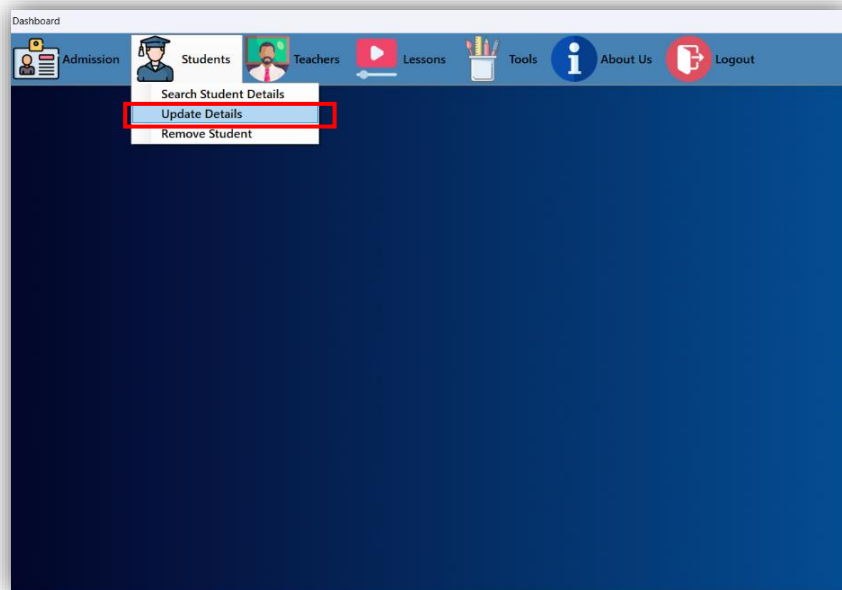 Dashboard
Admission Students Teachers Lessons Tools About Us Logout
Search Student Details
Update Details
Remove Student